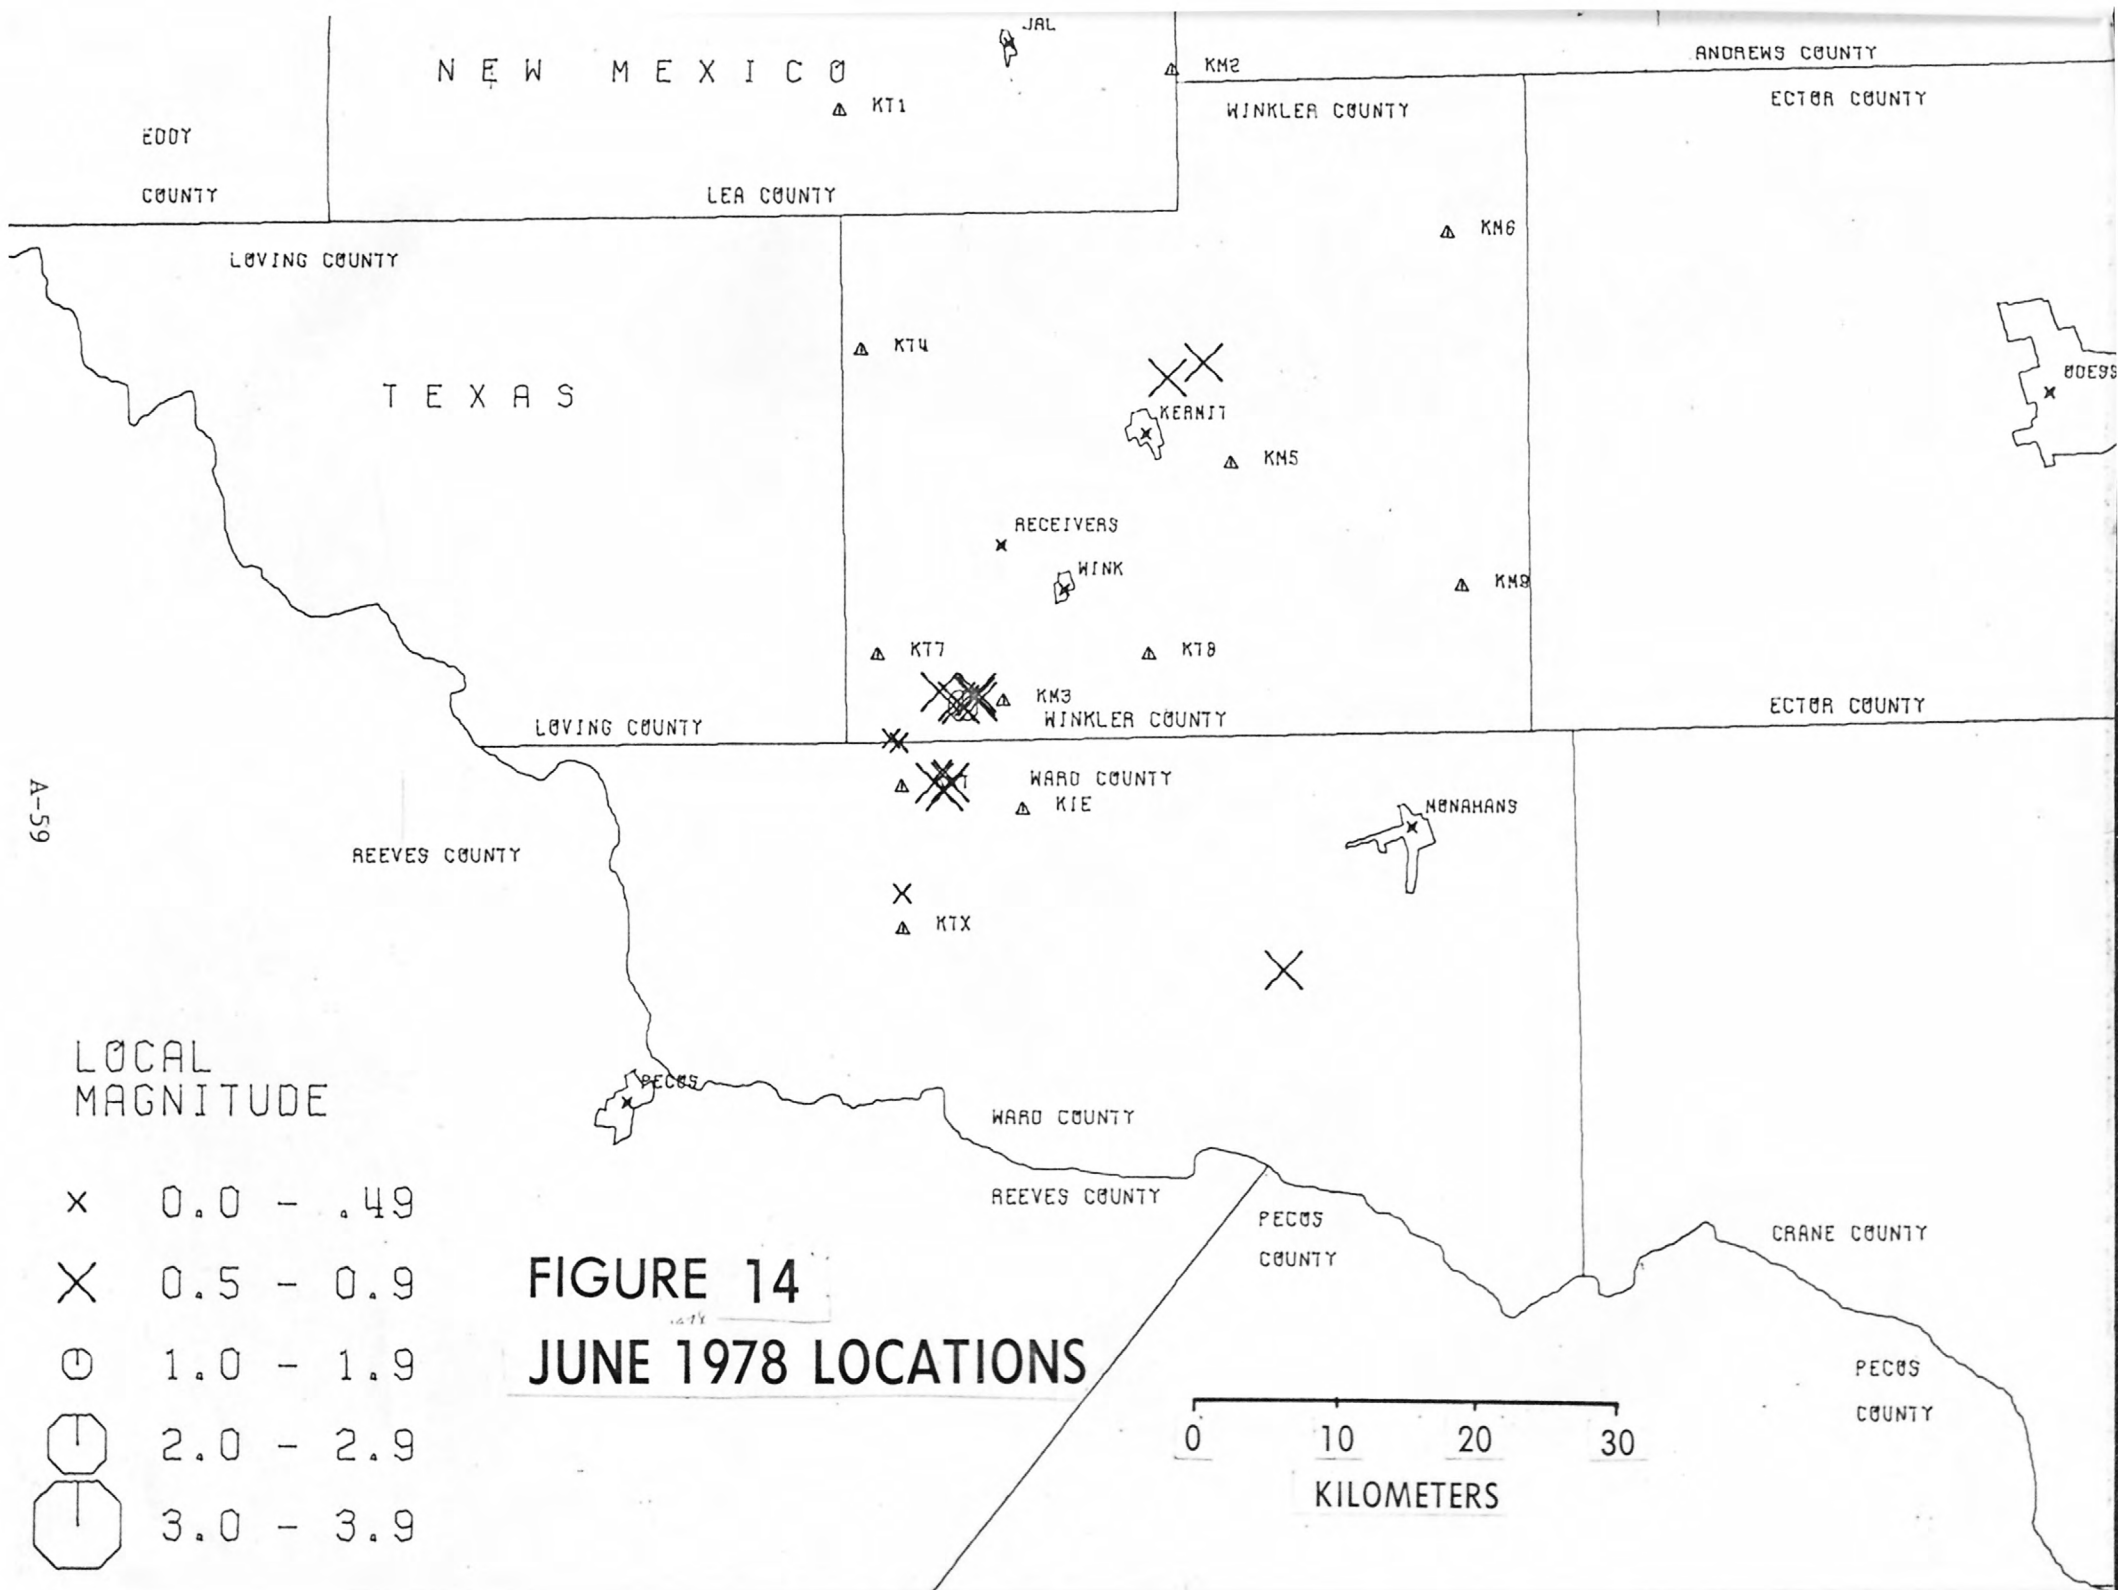 JAL
NEW MEXICO
KM2
ANDREWS COUNTY
KT1
WINKLER COUNTY
ECTOR COUNTY
EDDY
COUNTY
LEA COUNTY
KM6
LOVING COUNTY
KT4
TEXAS
KERMIT
KM5
RECEIVERS
WINK
KM9
KT7
KT8
KM3
WINKLER COUNTY
ECTOR COUNTY
LOVING COUNTY
WARD COUNTY
KIE
MONAHANS
A-59
REEVES COUNTY
KTX
LOCAL
MAGNITUDE
PECOS
WARD COUNTY
REEVES COUNTY
PECOS
COUNTY
CRANE COUNTY
0.0 - .49
0.5 - 0.9
1.0 - 1.9
2.0 - 2.9
3.0 - 3.9
FIGURE 14
JUNE 1978 LOCATIONS
PECOS
COUNTY
0 10 20 30
KILOMETERS